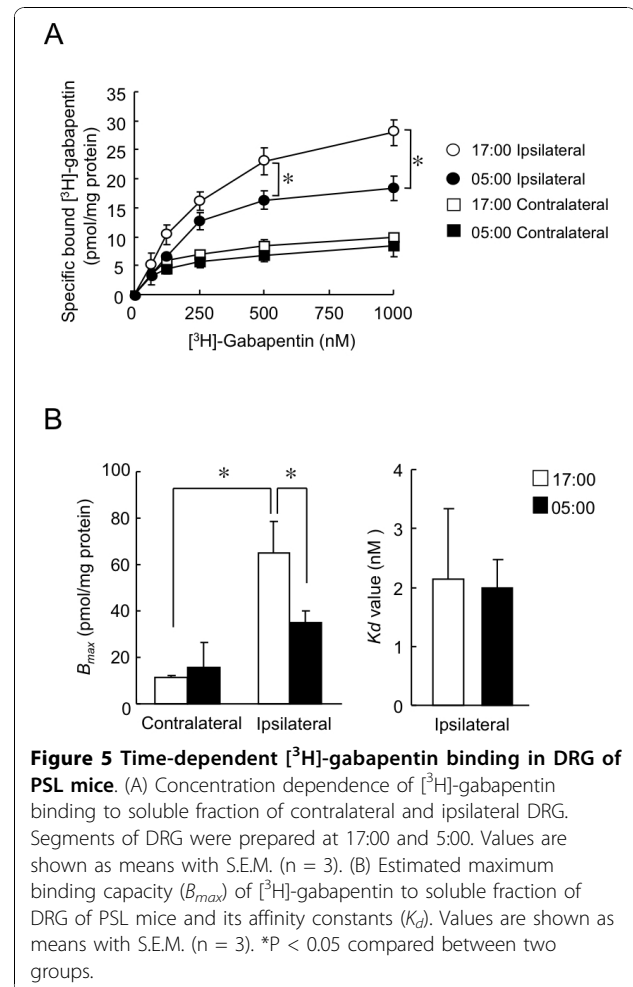 A
Specific bound [³H]-gabapentin
(pmol/mg protein)
35
30
25
20
15
10
5
0
0
250
500
750
1000
[³H]-Gabapentin (nM)
*
*
17:00 Ipsilateral
05:00 Ipsilateral
17:00 Contralateral
05:00 Contralateral
B
Bmax (pmol/mg protein)
100
80
60
40
20
0
*
*
Contralateral
Ipsilateral
Kd value (nM )
4
3
2
1
0
Ipsilateral
17:00
05:00
Figure 5 Time-dependent [³H]-gabapentin binding in DRG of
PSL mice. (A) Concentration dependence of [³H]-gabapentin
binding to soluble fraction of contralateral and ipsilateral DRG.
Segments of DRG were prepared at 17:00 and 5:00. Values are
shown as means with S.E.M. (n = 3). (B) Estimated maximum
binding capacity (Bmax) of [³H]-gabapentin to soluble fraction of
DRG of PSL mice and its affinity constants (Kd). Values are shown as
means with S.E.M. (n = 3). *P < 0.05 compared between two
groups.